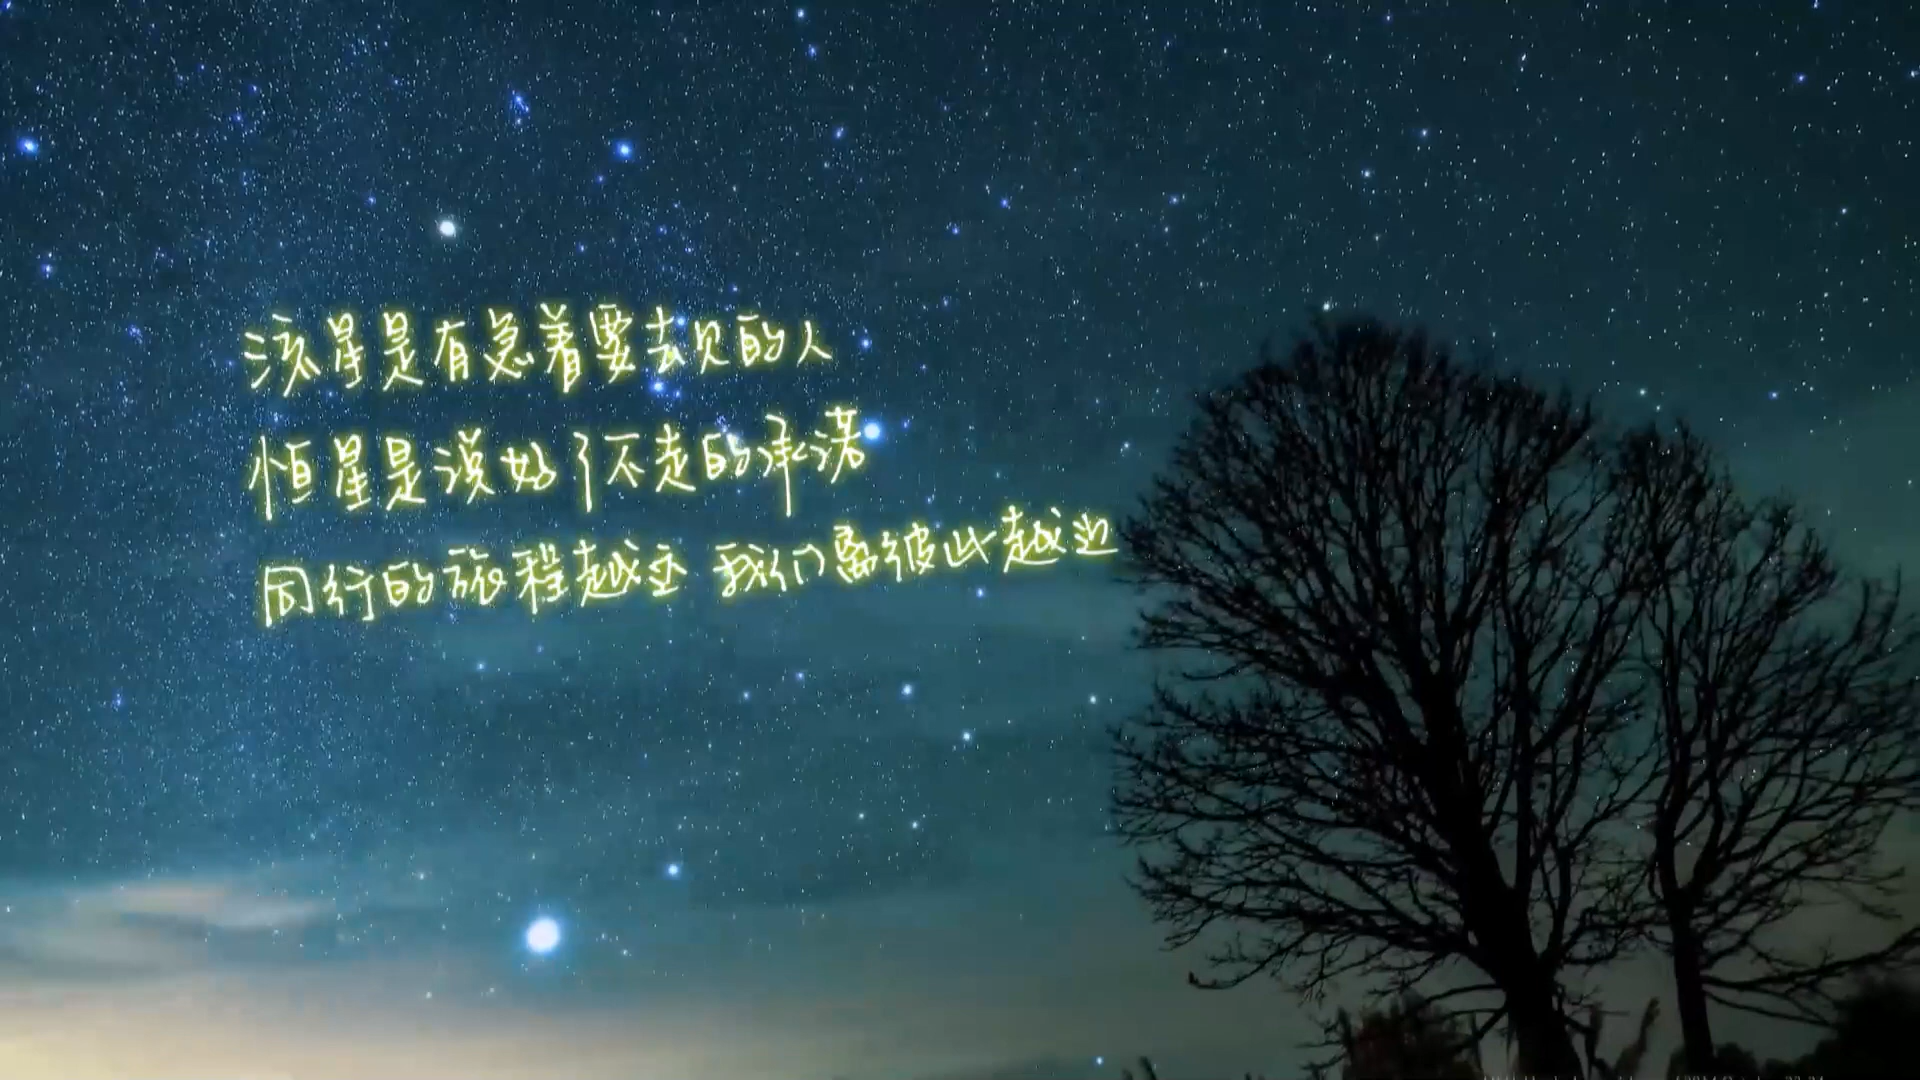 流星是有急着要去见的人
恒星是说好了不走的承诺
同行的旅程越 我们离彼此越近